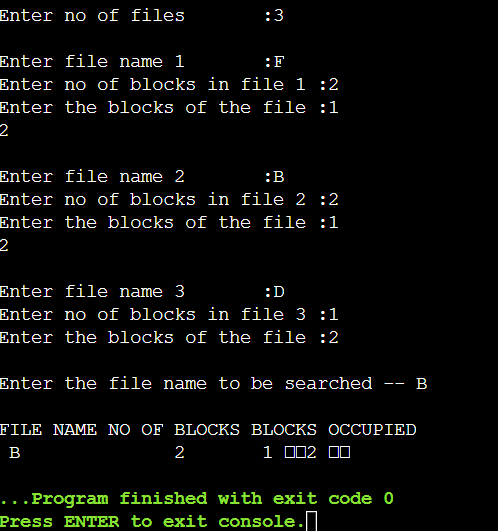 Enter no of files :3
Enter file name 1 :F
Enter no of blocks in file 1 :2
Enter the blocks of the file :1
2
Enter file name 2 :B
Enter no of blocks in file 2 :2
Enter the blocks of the file :1
2
Enter file name 3 :D
Enter no of blocks in file 3 :1
Enter the blocks of the file :2
Enter the file name to be searched -- B
FILE NAME NO OF BLOCKS BLOCKS OCCUPIED
B 2 1 □□2 □□
...Program finished with exit code 0
Press ENTER to exit console.